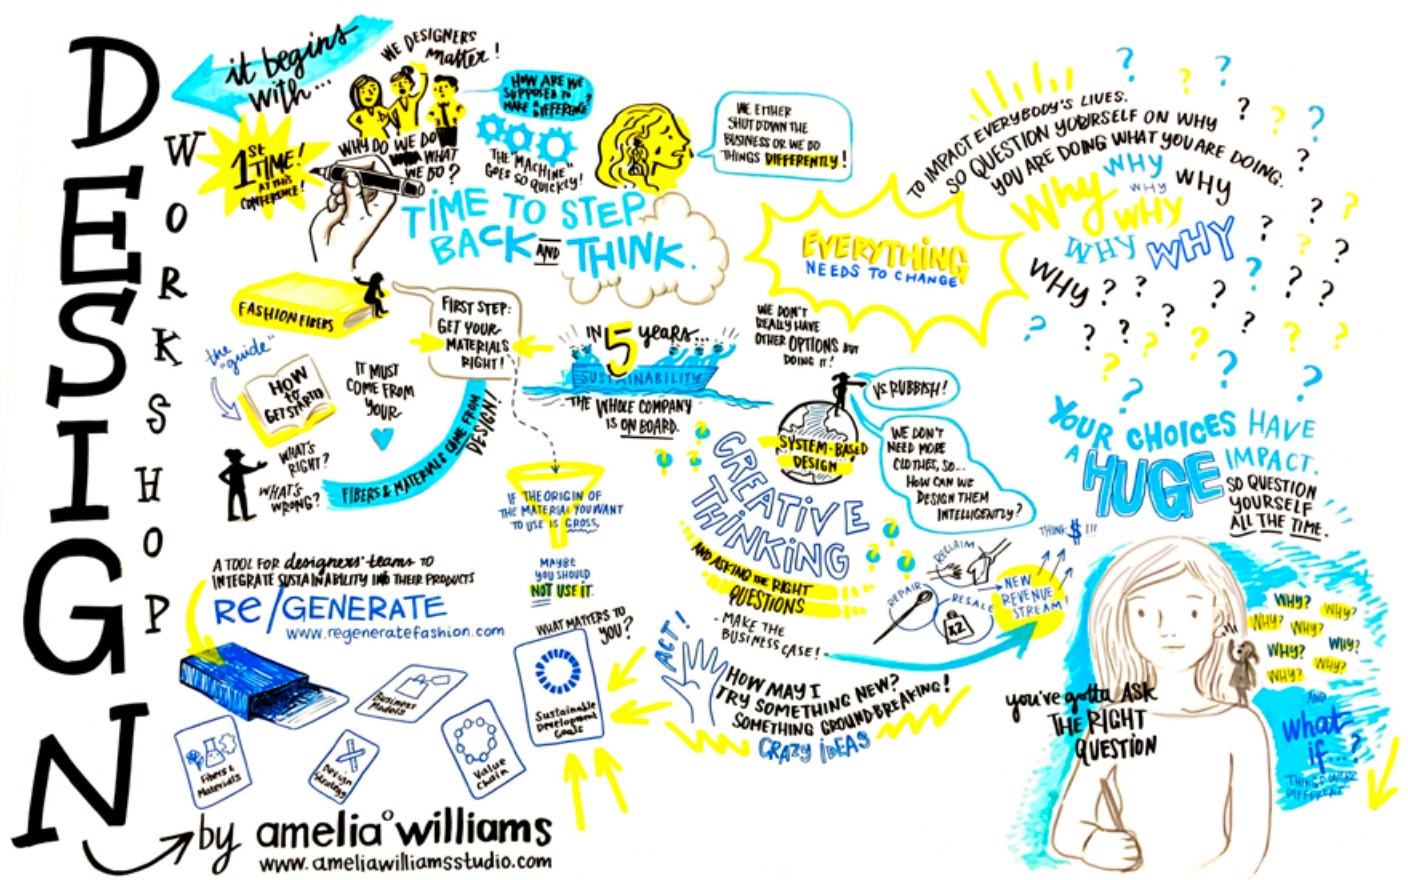 DESIGN
WORKSHOP
it begins
with...
WE DESIGNERS
matter!
1ST
TIME!
AT THIS
CONFERENCE!
WHY DO WE DO
WHAT
WE DO?
HOW ARE WE
SUPPOSED TO
MAKE A DIFFERENCE?
THE "MACHINE"
GOES SO QUICKLY!
WE EITHER
SHUT DOWN THE
BUSINESS OR WE DO
THINGS DIFFERENTLY!
TIME TO STEP
BACK AND THINK.
EVERYTHING
NEEDS TO CHANGE
TO IMPACT EVERYBODY'S LIVES.
SO QUESTION YOURSELF ON WHY
YOU ARE DOING WHAT YOU ARE DOING.
WHY
WHY WHY
Why WHY
WHY WHY
WHY?
FASHION FIBERS
FIRST STEP:
GET YOUR
MATERIALS
RIGHT!
the
"guide"
HOW
TO
GET STARTED
IT MUST
COME FROM
YOUR
WHAT'S
RIGHT?
WHAT'S
WRONG?
FIBERS & MATERIALS COME FROM
DESIGN!
IN 5 years...
SUSTAINABILITY
THE WHOLE COMPANY
IS ON BOARD.
WE DON'T
REALLY HAVE
OTHER OPTIONS BUT
DOING IT!
VS. RUBBISH!
SYSTEM-BASED
DESIGN
WE DON'T
NEED MORE
CLOTHES, SO...
HOW CAN WE
DESIGN THEM
INTELLIGENTLY?
CREATIVE
THINKING
AND ASKING THE RIGHT
QUESTIONS
IF THE ORIGIN OF
THE MATERIAL YOU WANT
TO USE IS GROSS,
MAYBE
YOU SHOULD
NOT USE IT.
YOUR CHOICES HAVE
A HUGE IMPACT.
SO QUESTION
YOURSELF
ALL THE TIME.
A TOOL FOR designers' teams TO
INTEGRATE SUSTAINABILITY INTO THEIR PRODUCTS
Re/GENERATE
www.regeneratefashion.com
WHAT MATTERS TO
YOU?
Sustainable
Development
Goals
Business
Models
Fibers &
Materials
Design
Strategy
Value
Chain
- MAKE THE
BUSINESS CASE! -
RECLAIM
REPAIR
RESALE
X2
THINK $!!!
NEW
REVENUE
STREAM
ACT!
HOW MAY I
TRY SOMETHING NEW?
SOMETHING GROUNDBREAKING!
CRAZY IDEAS
you've gotta ASK
THE RIGHT
QUESTION
WHY? WHY?
WHY? WHY? WHY?
WHY? WHY?
WHY?
AND
what
if...?
THINGS WERE
DIFFERENT
by amelia williams
www.ameliawilliamsstudio.com